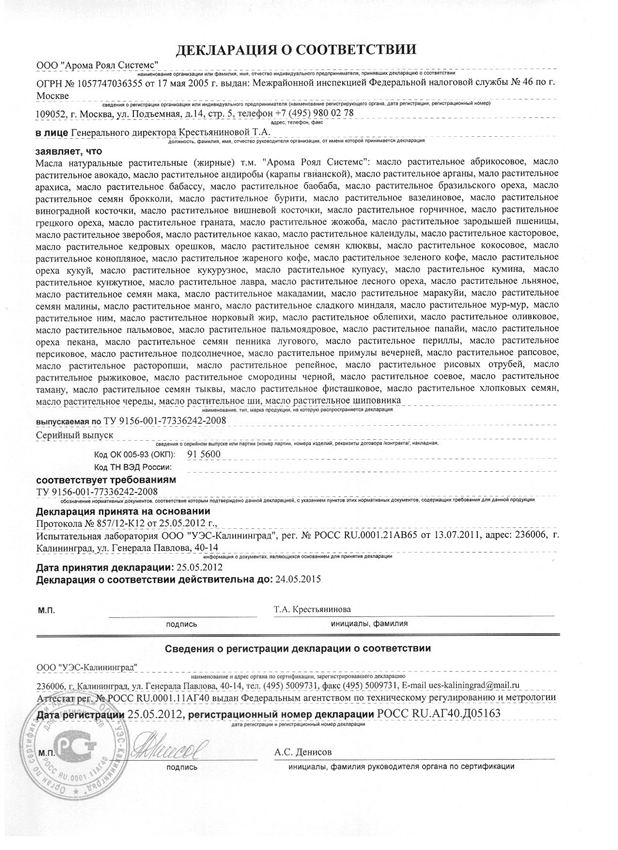 ДЕКЛАРАЦИЯ О СООТВЕТСТВИИ
ООО "Арома Роял Системс"
наименование организации или фамилия, имя, отчество индивидуального предпринимателя, принявших декларацию о соответствии
ОГРН № 1057747036355 от 17 мая 2005 г. выдан: Межрайонной инспекцией Федеральной налоговой службы № 46 по г.
Москве
сведения о регистрации организации или индивидуального предпринимателя (наименование регистрирующего органа, дата регистрации, регистрационный номер)
109052, г. Москва, ул. Подъемная, д.14, стр. 5, телефон +7 (495) 980 02 78
адрес, телефон, факс
в лице Генерального директора Крестьяниновой Т.А.
должность, фамилия, имя, отчество руководителя организации, от имени которой принимается декларация
заявляет, что
Масла натуральные растительные (жирные) т.м. "Арома Роял Системс": масло растительное абрикосовое, масло
растительное авокадо, масло растительное андиробы (карапы гвианской), масло растительное арганы, мало растительное
арахиса, масло растительное бабассу, масло растительное баобаба, масло растительное бразильского ореха, масло
растительное семян брокколи, масло растительное бурити, масло растительное вазелиновое, масло растительное
виноградной косточки, масло растительное вишневой косточки, масло растительное горчичное, масло растительное
грецкого ореха, масло растительное граната, масло растительное жожоба, масло растительное зародышей пшеницы,
масло растительное зверобоя, масло растительное какао, масло растительное календулы, масло растительное касторовое,
масло растительное кедровых орешков, масло растительное семян клюквы, масло растительное кокосовое, масло
растительное конопляное, масло растительное жареного кофе, масло растительное зеленого кофе, масло растительное
ореха кукуй, масло растительное кукурузное, масло растительное купуасу, масло растительное кумина, масло
растительное кунжутное, масло растительное лавра, масло растительное лесного ореха, масло растительное льняное,
масло растительное семян мака, масло растительное макадамии, масло растительное маракуйи, масло растительное
семян малины, масло растительное манго, масло растительное сладкого миндаля, масло растительное мур-мур, масло
растительное ним, масло растительное норковый жир, масло растительное облепихи, масло растительное оливковое,
масло растительное пальмовое, масло растительное пальмоядровое, масло растительное папайи, масло растительное
ореха пекана, масло растительное семян пенника лугового, масло растительное периллы, масло растительное
персиковое, масло растительное подсолнечное, масло растительное примулы вечерней, масло растительное рапсовое,
масло растительное расторопши, масло растительное репейное, масло растительное рисовых отрубей, масло
растительное рыжиковое, масло растительное смородины черной, масло растительное соевое, масло растительное
таману, масло растительное семян тыквы, масло растительное фисташковое, масло растительное хлопковых семян,
масло растительное череды, масло растительное ши, масло растительное шиповника
наименование, тип, марка продукции, на которую распространяется декларация
выпускаемая по ТУ 9156-001-77336242-2008
Серийный выпуск
сведения о серийном выпуске или партии (номер партии, номера изделий, реквизиты договора /контракта/, накладная,
Код ОК 005-93 (ОКП): 91 5600
Код ТН ВЭД России:
соответствует требованиям
ТУ 9156-001-77336242-2008
обозначение нормативных документов, соответствие которым подтверждено данной декларацией, с указанием пунктов этих нормативных документов, содержащих требования для данной продукции
Декларация принята на основании
Протокола № 857/12-К12 от 25.05.2012 г.,
Испытательная лаборатория ООО "УЭС-Калининград", рег. № РОСС RU.0001.21АВ65 от 13.07.2011, адрес: 236006, г.
Калининград, ул. Генерала Павлова, 40-14
информация о документах, являющихся основанием для принятия декларации
Дата принятия декларации: 25.05.2012
Декларация о соответствии действительна до: 24.05.2015
М.П. Т.А. Крестьянинова
подпись инициалы, фамилия
Сведения о регистрации декларации о соответствии
ООО "УЭС-Калининград"
наименование и адрес органа по сертификации, зарегистрировавшего декларацию
236006, г. Калининград, ул. Генерала Павлова, 40-14, тел. (495) 5009731, факс (495) 5009731, E-mail ues-kaliningrad@mail.ru
Аттестат рег. № РОСС RU.0001.11АГ40 выдан Федеральным агентством по техническому регулированию и метрологии
Дата регистрации 25.05.2012, регистрационный номер декларации РОСС RU.АГ40.Д05163
дата регистрации и регистрационный номер декларации
М.П. А.С. Денисов
подпись инициалы, фамилия руководителя органа по сертификации
РОСС RU.0001.11АГ40